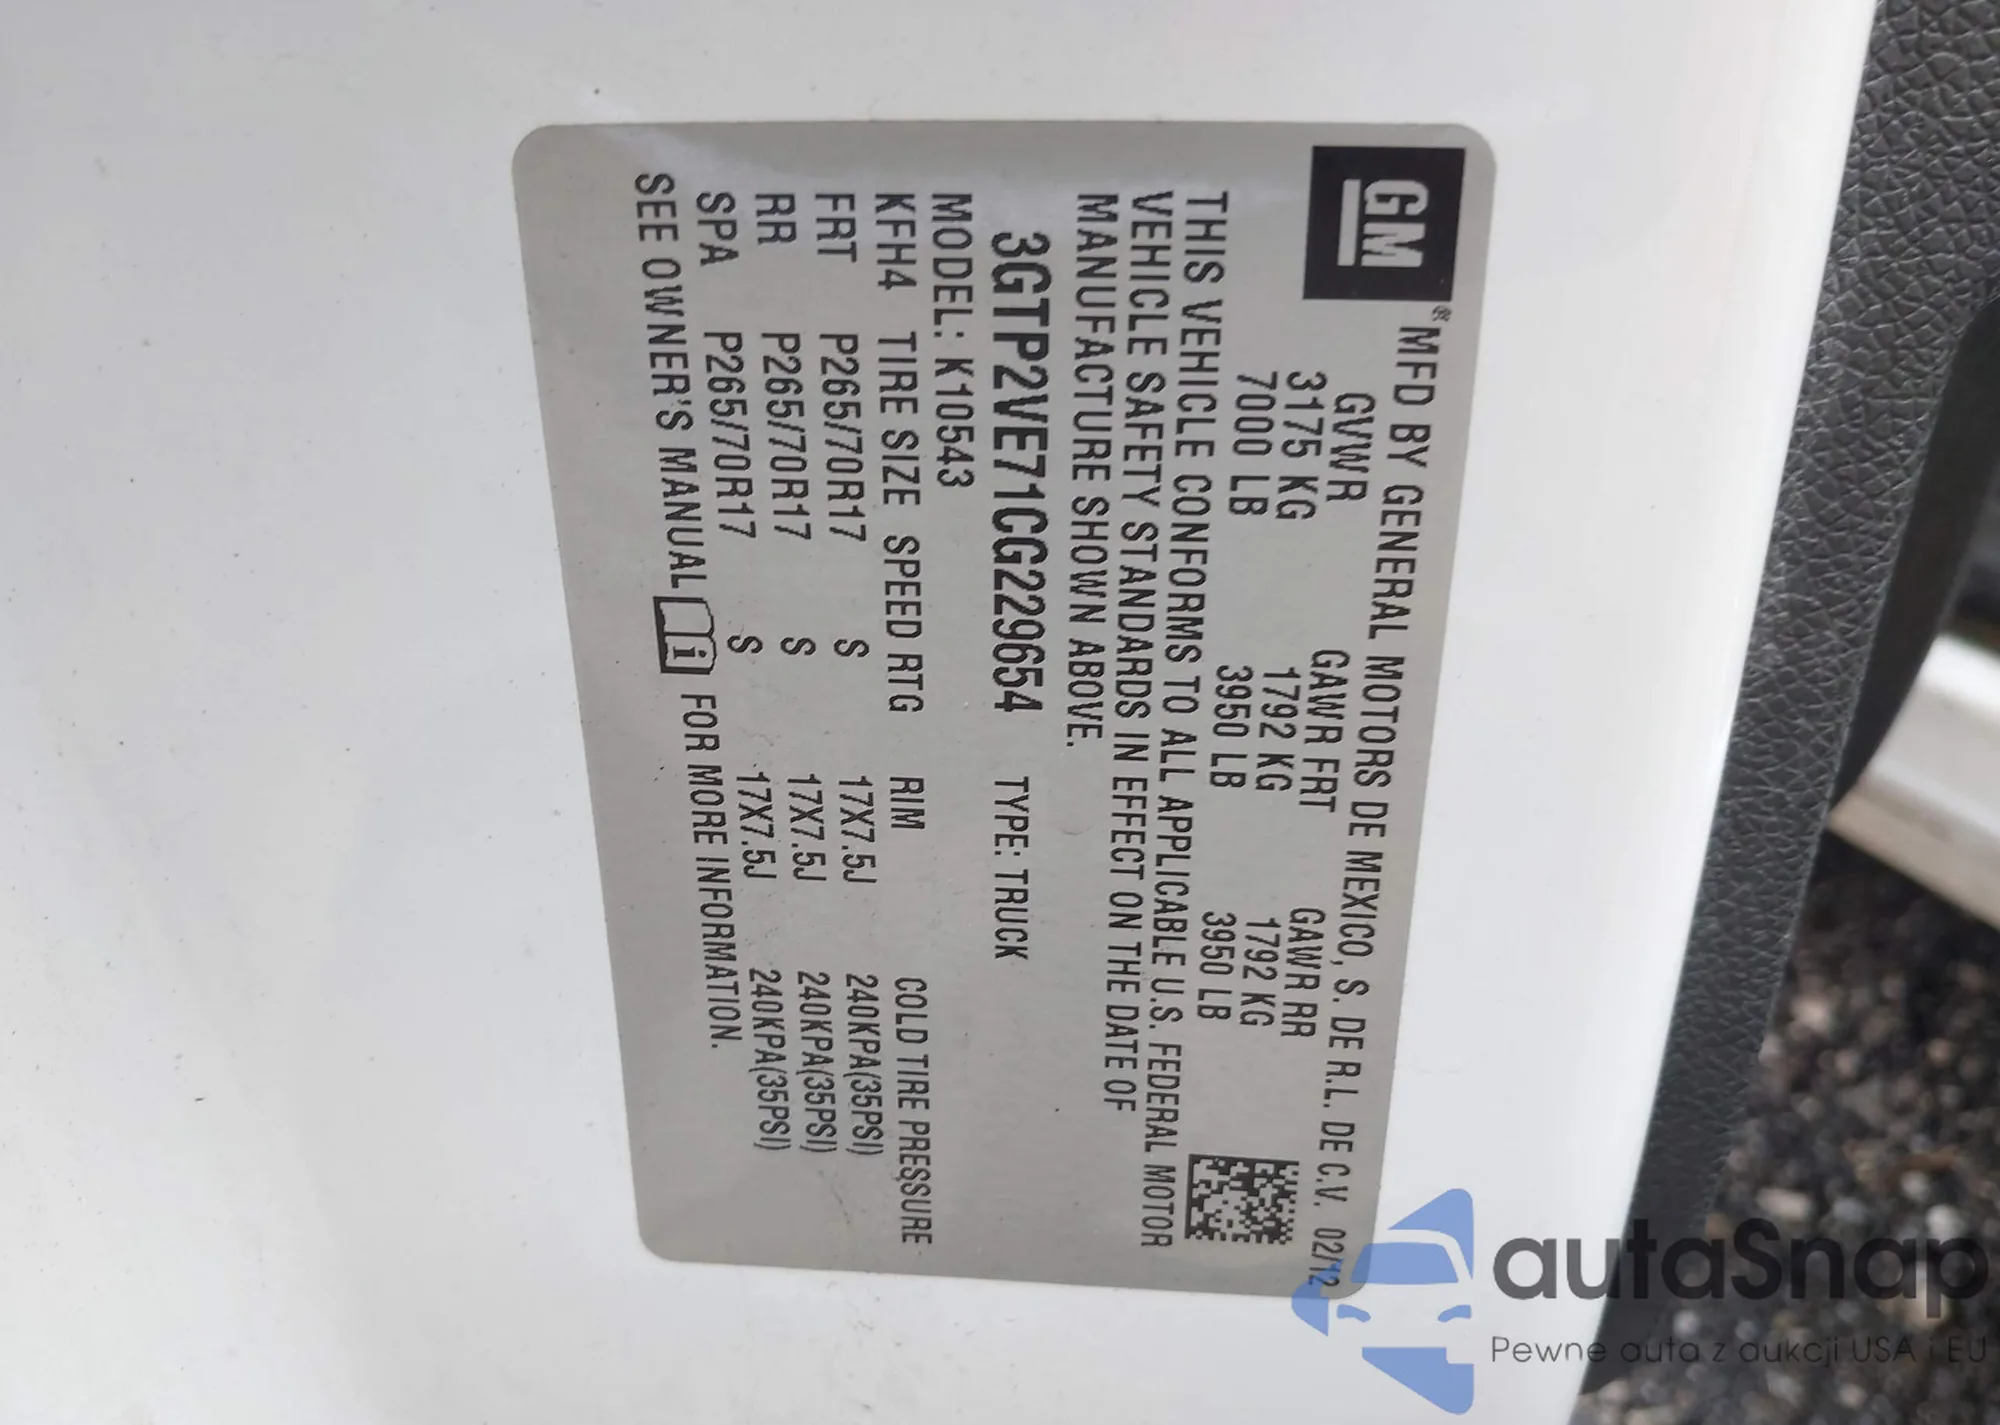 GM ® MFD BY GENERAL MOTORS DE MEXICO, S. DE R.L. DE C.V. 02/12
GVWR GAWR FRT GAWR RR
3175 KG 1792 KG 1792 KG
7000 LB 3950 LB 3950 LB
THIS VEHICLE CONFORMS TO ALL APPLICABLE U.S. FEDERAL MOTOR
VEHICLE SAFETY STANDARDS IN EFFECT ON THE DATE OF
MANUFACTURE SHOWN ABOVE.
3GTP2VE71CG229654 TYPE: TRUCK
MODEL: K10543
KFH4 TIRE SIZE SPEED RTG RIM COLD TIRE PRESSURE
FRT P265/70R17 S 17X7.5J 240KPA(35PSI)
RR P265/70R17 S 17X7.5J 240KPA(35PSI)
SPA P265/70R17 S 17X7.5J 240KPA(35PSI)
SEE OWNER'S MANUAL i FOR MORE INFORMATION.
autaSnap
Pewne auta z aukcji USA i EU